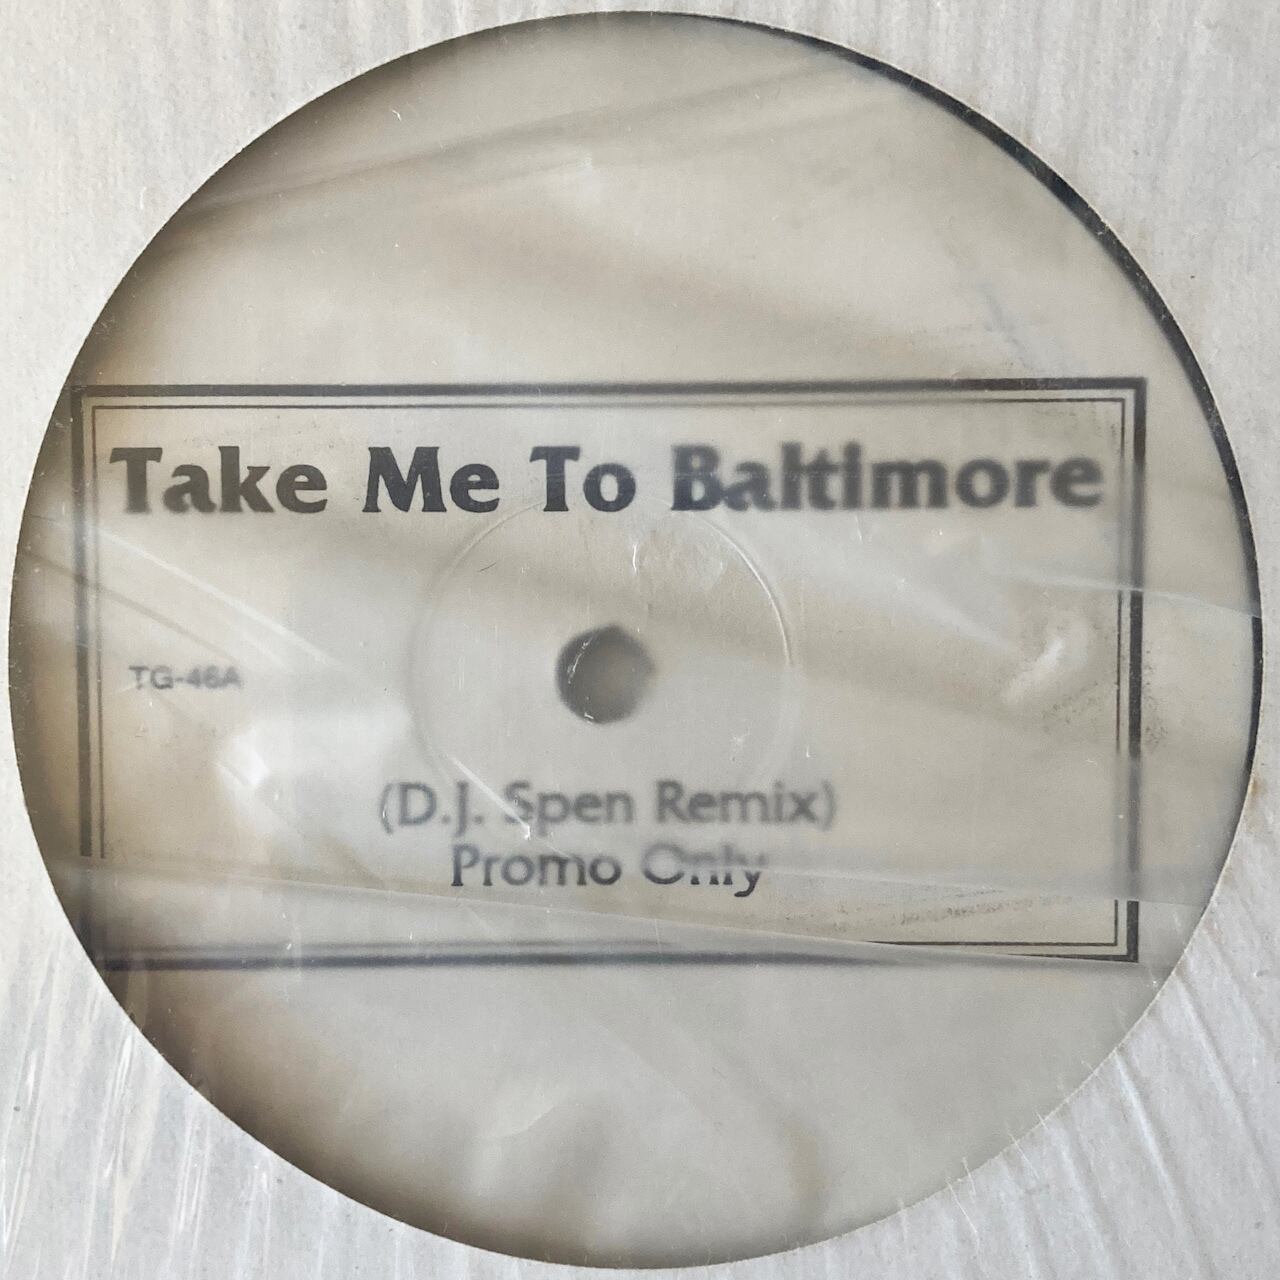 Take Me To Baltimore
TG-46A
(D.J. Spen Remix)
Promo Only